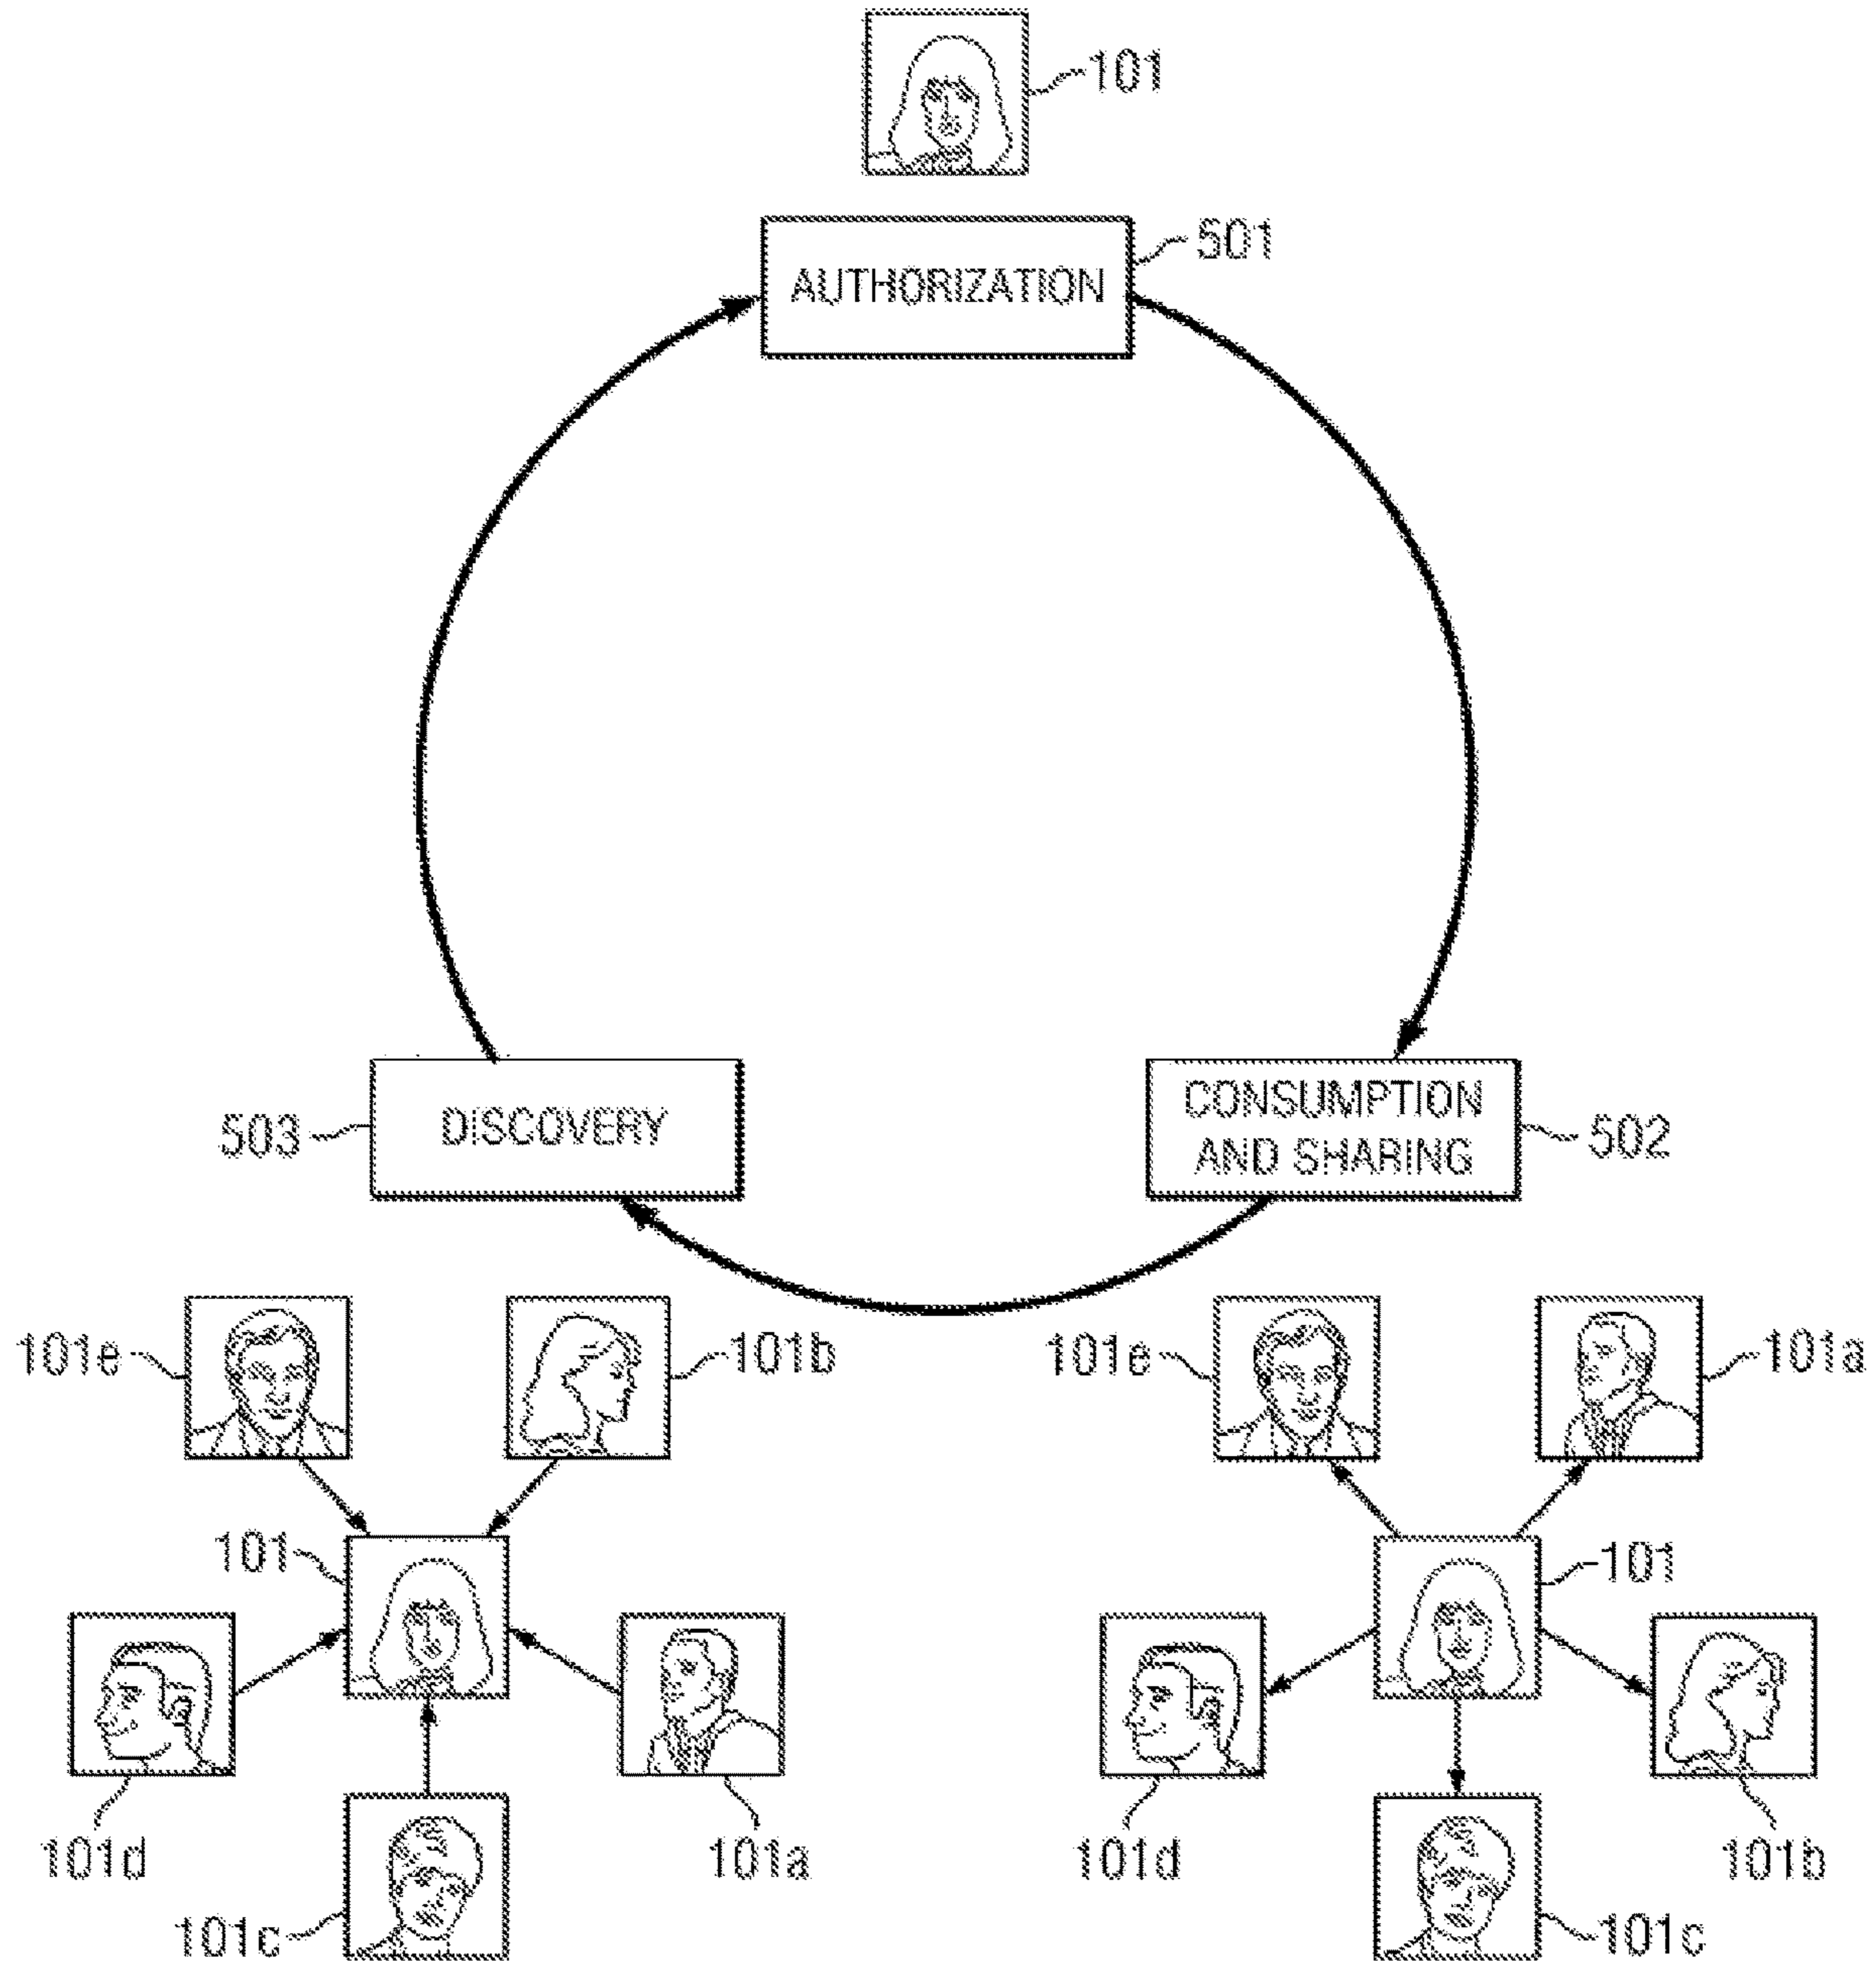 101
501
AUTHORIZATION
503
DISCOVERY
CONSUMPTION
AND SHARING
502
101e
101b
101e
101a
101
101
101d
101a
101d
101b
101c
101c